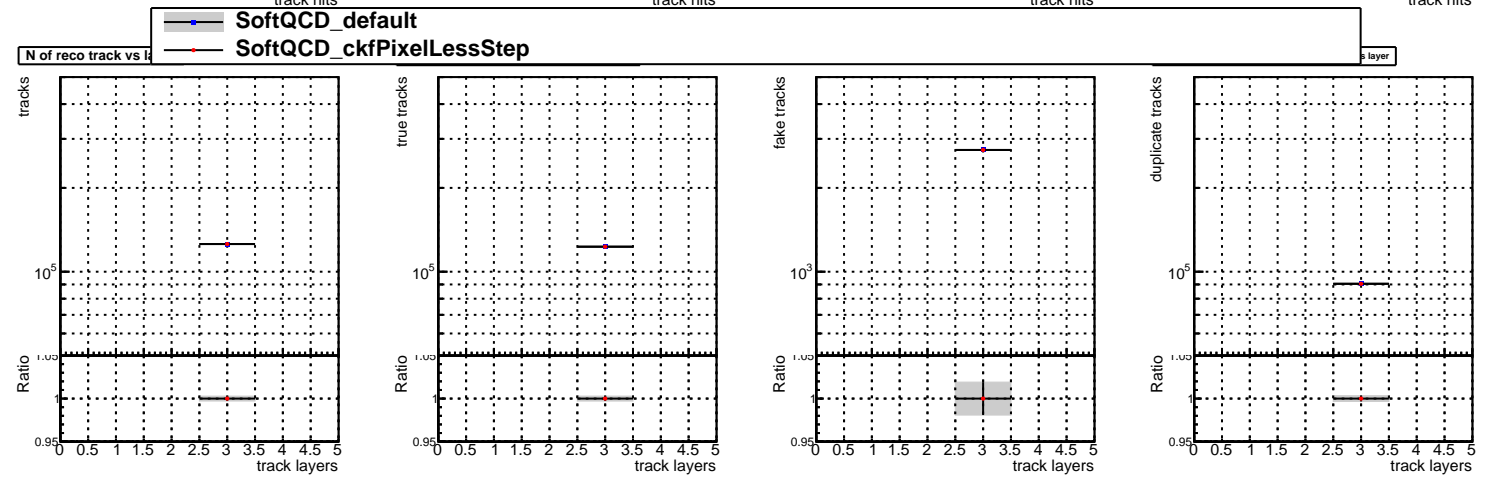 track hits track hits track hits track hits
SoftQCD_default
SoftQCD_ckfPixelLessStep
N of reco track vs la
s layer
tracks
10^5
Ratio
1.05
1
0.95
0 0.5 1 1.5 2 2.5 3 3.5 4 4.5 5
track layers
true tracks
10^5
Ratio
1.05
1
0.95
0 0.5 1 1.5 2 2.5 3 3.5 4 4.5 5
track layers
fake tracks
10^3
Ratio
1.05
1
0.95
0 0.5 1 1.5 2 2.5 3 3.5 4 4.5 5
track layers
duplicate tracks
10^5
Ratio
1.05
1
0.95
0 0.5 1 1.5 2 2.5 3 3.5 4 4.5 5
track layers